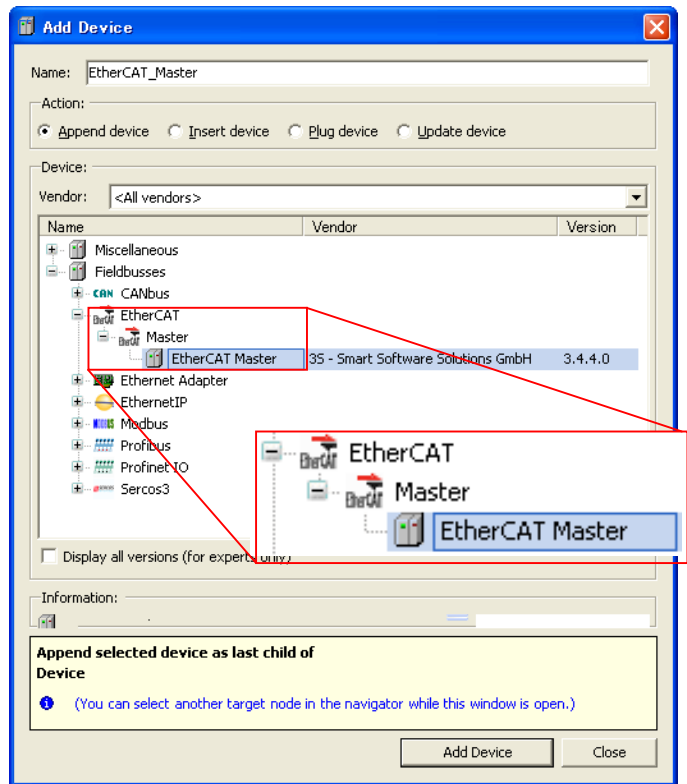 Add Device
Name: EtherCAT_Master
Action:
Append device Insert device Plug device Update device
Device:
Vendor: <All vendors>
Name Vendor Version
Miscellaneous
Fieldbusses
CAN CANbus
EtherCAT EtherCAT
EtherCAT Master
EtherCAT Master 3S - Smart Software Solutions GmbH 3.4.4.0
Ethernet Adapter
EthernetIP
Modbus
Profibus
Profinet IO
Sercos3
EtherCAT EtherCAT
EtherCAT Master
EtherCAT Master
Display all versions (for experts only)
Information:
Append selected device as last child of
Device
(You can select another target node in the navigator while this window is open.)
Add Device Close